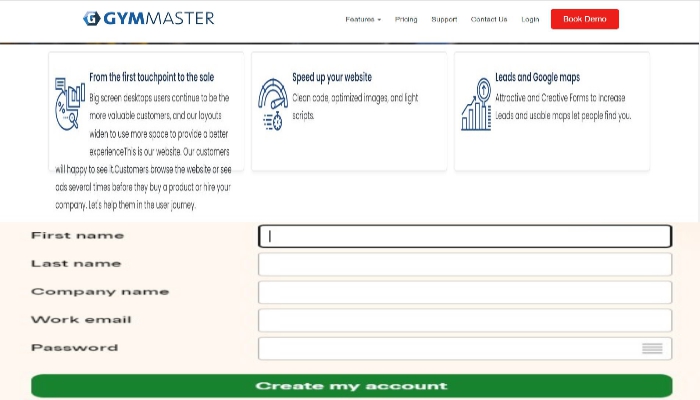 GYMMASTER
Features Pricing Support Contact Us Login Book Demo
From the first touchpoint to the sale
Big screen desktops users continue to be the
more valuable customers, and our layouts
widen to use more space to provide a better
experienceThis is our website. Our customers
will happy to see it.Customers browse the website or see
ads several times before they buy a product or hire your
company. Let's help them in the user journey.
Speed up your website
Clean code, optimized images, and light
scripts.
Leads and Google maps
Attractive and Creative Forms to increase
Leads and usable maps let people find you.
First name
Last name
Company name
Work email
Password
Create my account